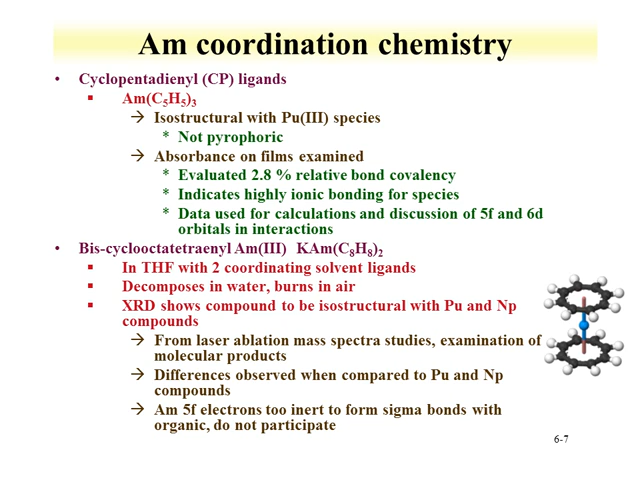 Am coordination chemistry
• Cyclopentadienyl (CP) ligands
▪ Am(C₅H₅)₃
→ Isostructural with Pu(III) species
* Not pyrophoric
→ Absorbance on films examined
* Evaluated 2.8 % relative bond covalency
* Indicates highly ionic bonding for species
* Data used for calculations and discussion of 5f and 6d
orbitals in interactions
• Bis-cyclooctatetraenyl Am(III) KAm(C₈H₈)₂
▪ In THF with 2 coordinating solvent ligands
▪ Decomposes in water, burns in air
▪ XRD shows compound to be isostructural with Pu and Np
compounds
→ From laser ablation mass spectra studies, examination of
molecular products
→ Differences observed when compared to Pu and Np
compounds
→ Am 5f electrons too inert to form sigma bonds with
organic, do not participate
6-7